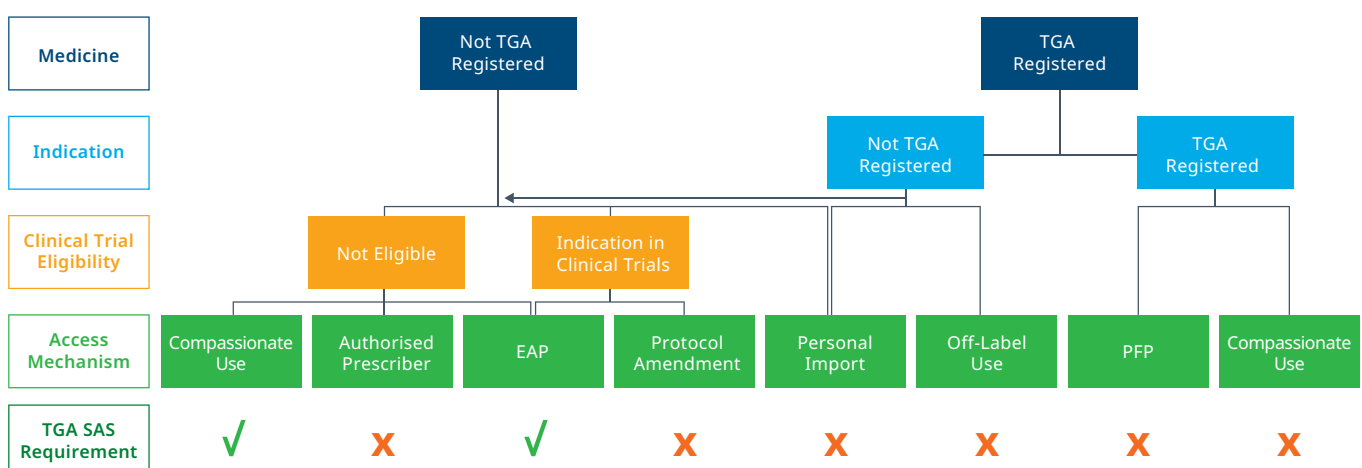 Medicine
Not TGA
Registered
TGA
Registered
Indication
Not TGA
Registered
TGA
Registered
Clinical Trial
Eligibility
Not Eligible
Indication in
Clinical Trials
Access
Mechanism
Compassionate
Use
Authorised
Prescriber
EAP
Protocol
Amendment
Personal
Import
Off-Label
Use
PFP
Compassionate
Use
TGA SAS
Requirement
√ x √ x x x x x